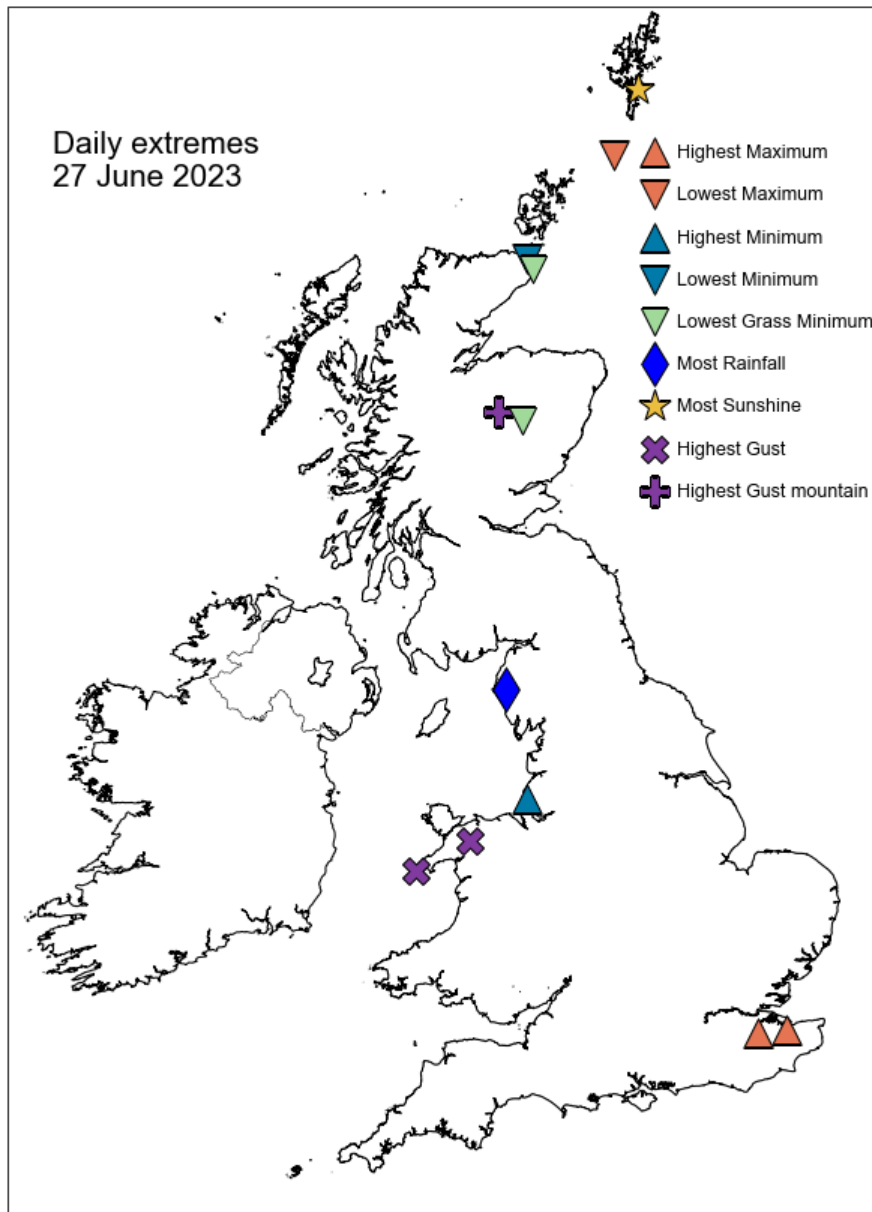 Daily extremes
27 June 2023
Highest Maximum
Lowest Maximum
Highest Minimum
Lowest Minimum
Lowest Grass Minimum
Most Rainfall
Most Sunshine
Highest Gust
Highest Gust mountain